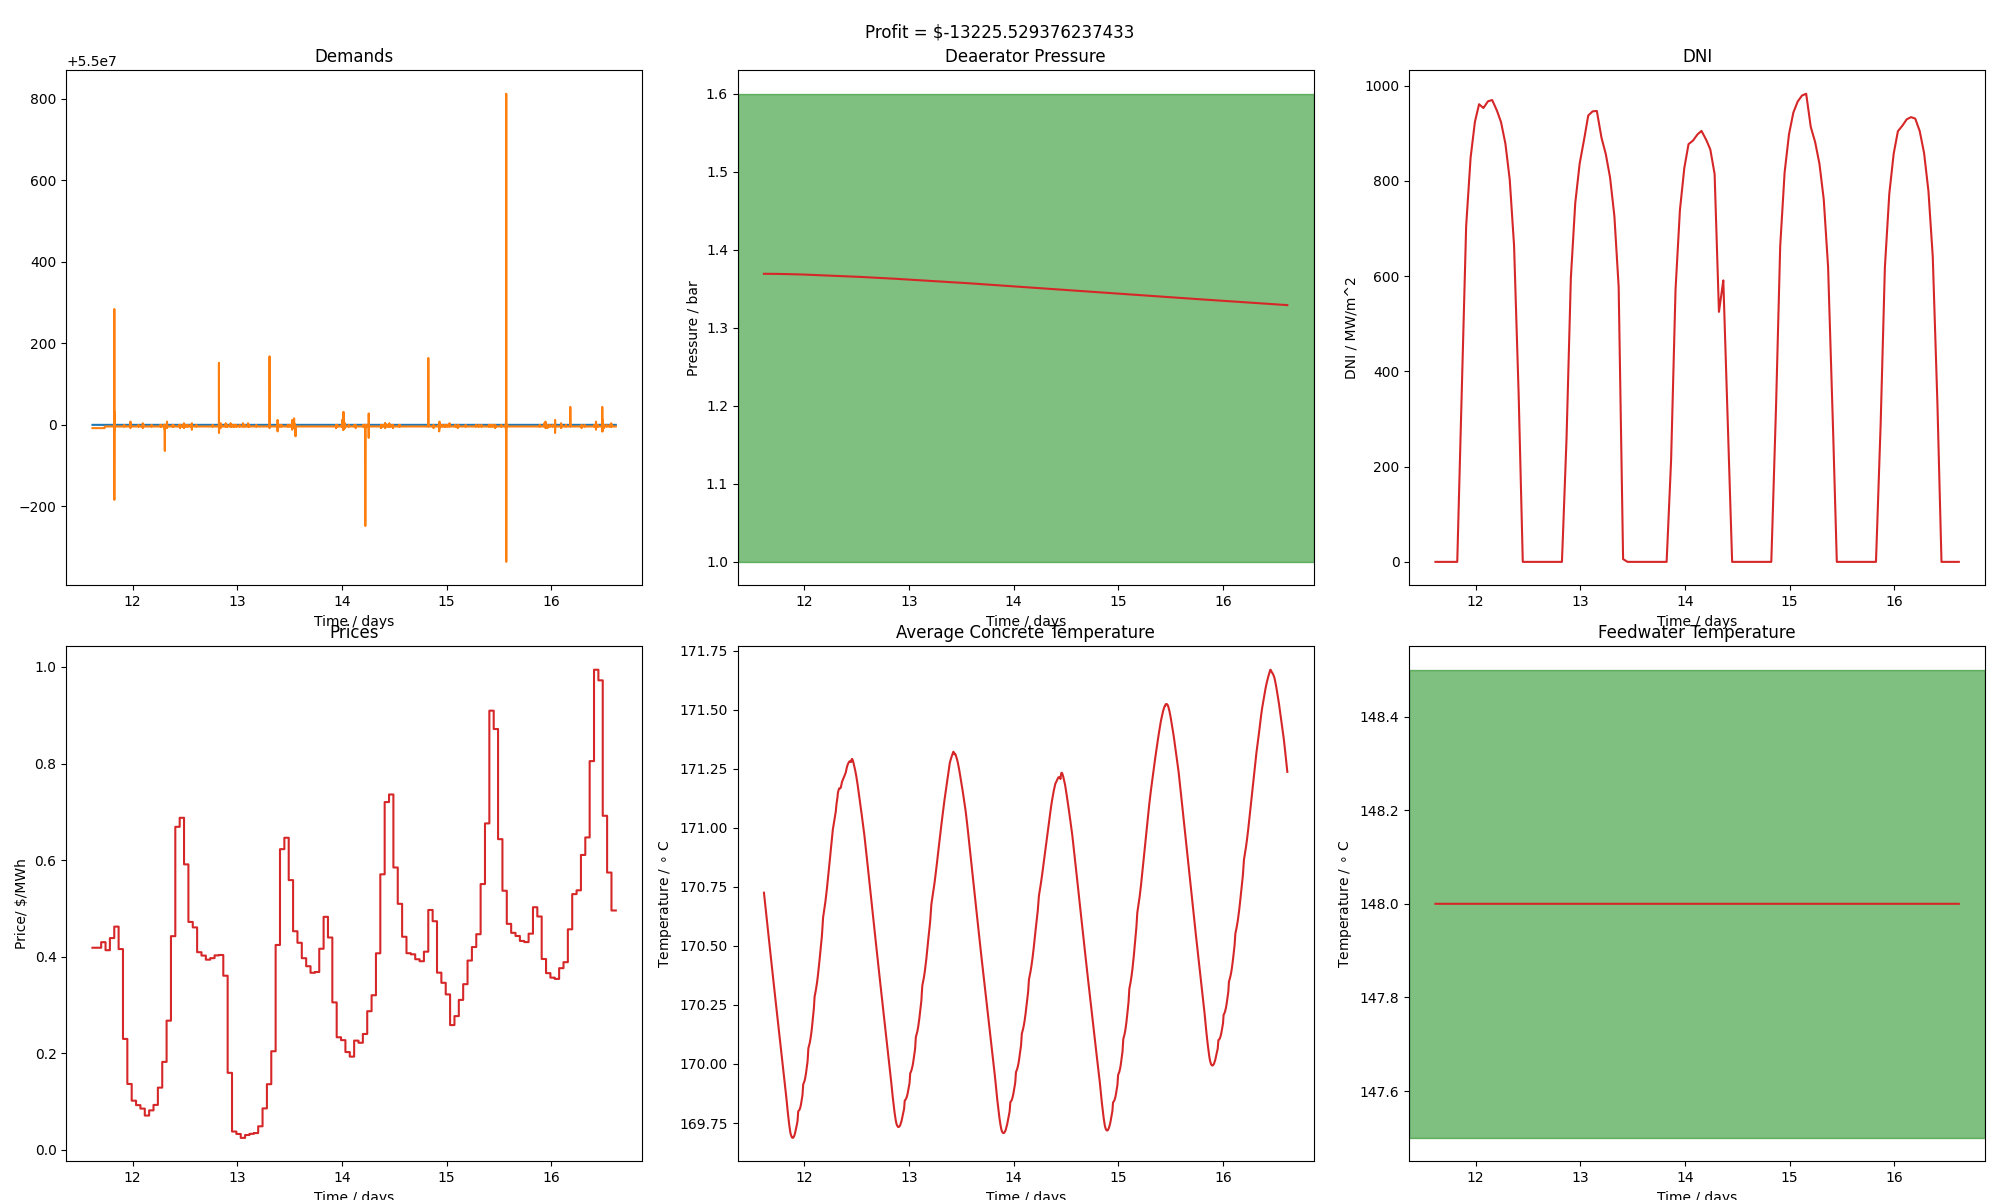 Profit = $-13225.529376237433
Demands
+5.5e7
800
600
400
200
0
−200
12 13 14 15 16
Time / days
Deaerator Pressure
Pressure / bar
1.6
1.5
1.4
1.3
1.2
1.1
1.0
12 13 14 15 16
Time / days
DNI
DNI / MW/m^2
1000
800
600
400
200
0
12 13 14 15 16
Time / days
Prices
Price/ $/MWh
1.0
0.8
0.6
0.4
0.2
0.0
12 13 14 15 16
Time / days
Average Concrete Temperature
Temperature / ∘ C
171.75
171.50
171.25
171.00
170.75
170.50
170.25
170.00
169.75
12 13 14 15 16
Time / days
Feedwater Temperature
Temperature / ∘ C
148.4
148.2
148.0
147.8
147.6
12 13 14 15 16
Time / days